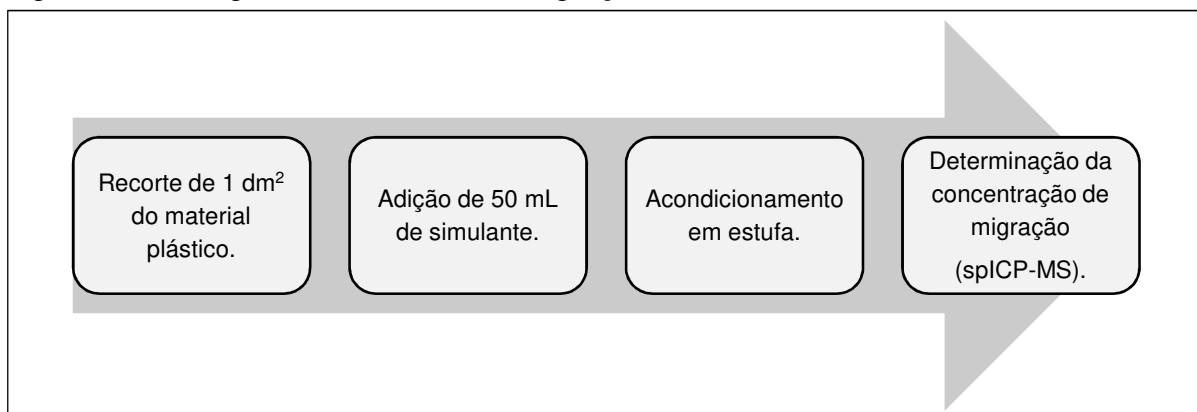 Recorte de 1 dm²
do material
plástico.
Adição de 50 mL
de simulante.
Acondicionamento
em estufa.
Determinação da
concentração de
migração
(spICP-MS).